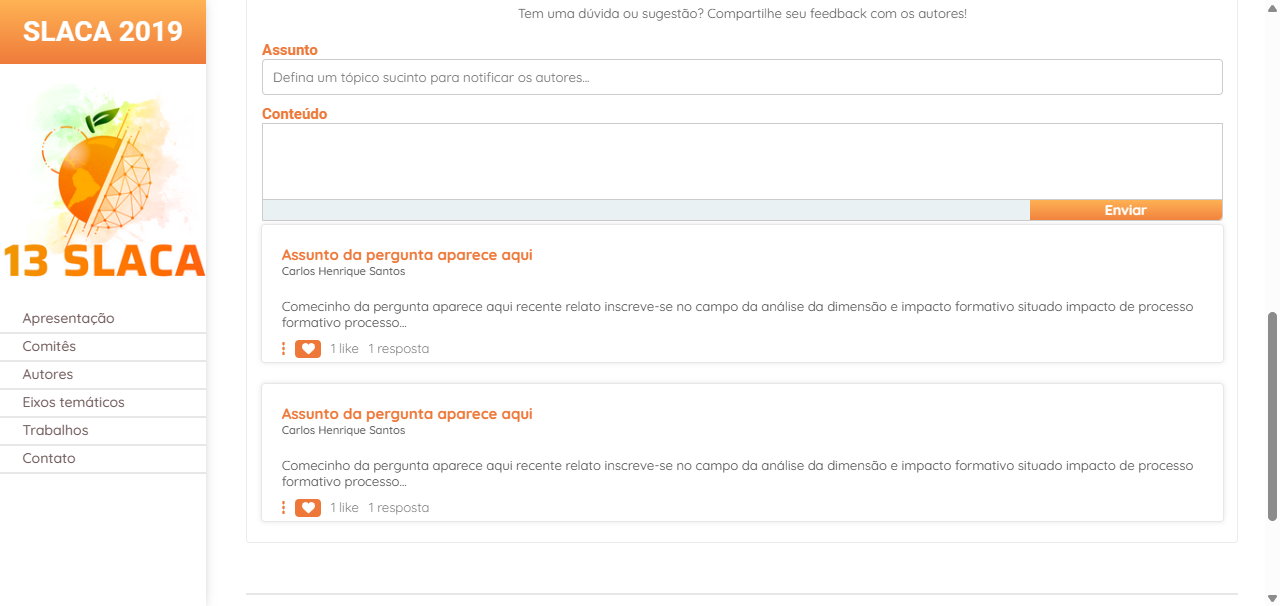 SLACA 2019
13 SLACA
Apresentação
Comitês
Autores
Eixos temáticos
Trabalhos
Contato
Tem uma dúvida ou sugestão? Compartilhe seu feedback com os autores!
Assunto
Defina um tópico sucinto para notificar os autores...
Conteúdo
Enviar
Assunto da pergunta aparece aqui
Carlos Henrique Santos
Comecinho da pergunta aparece aqui recente relato inscreve-se no campo da análise da dimensão e impacto formativo situado impacto de processo
formativo processo...
1 like 1 resposta
Assunto da pergunta aparece aqui
Carlos Henrique Santos
Comecinho da pergunta aparece aqui recente relato inscreve-se no campo da análise da dimensão e impacto formativo situado impacto de processo
formativo processo...
1 like 1 resposta